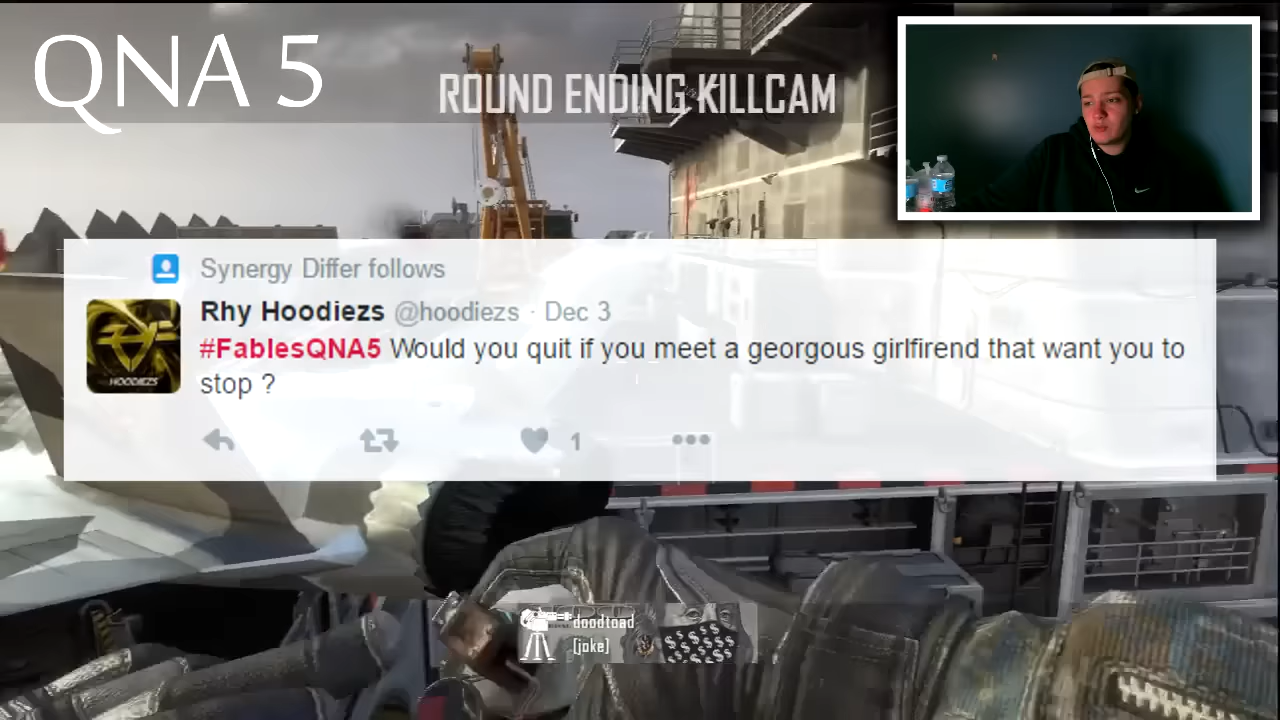 QNA 5
ROUND ENDING KILLCAM
Synergy Differ follows
Rhy Hoodiezs @hoodiezs · Dec 3
#FablesQNA5 Would you quit if you meet a georgous girlfirend that want you to
stop ?
HOODIEZS
1
doodtoad
[joke]